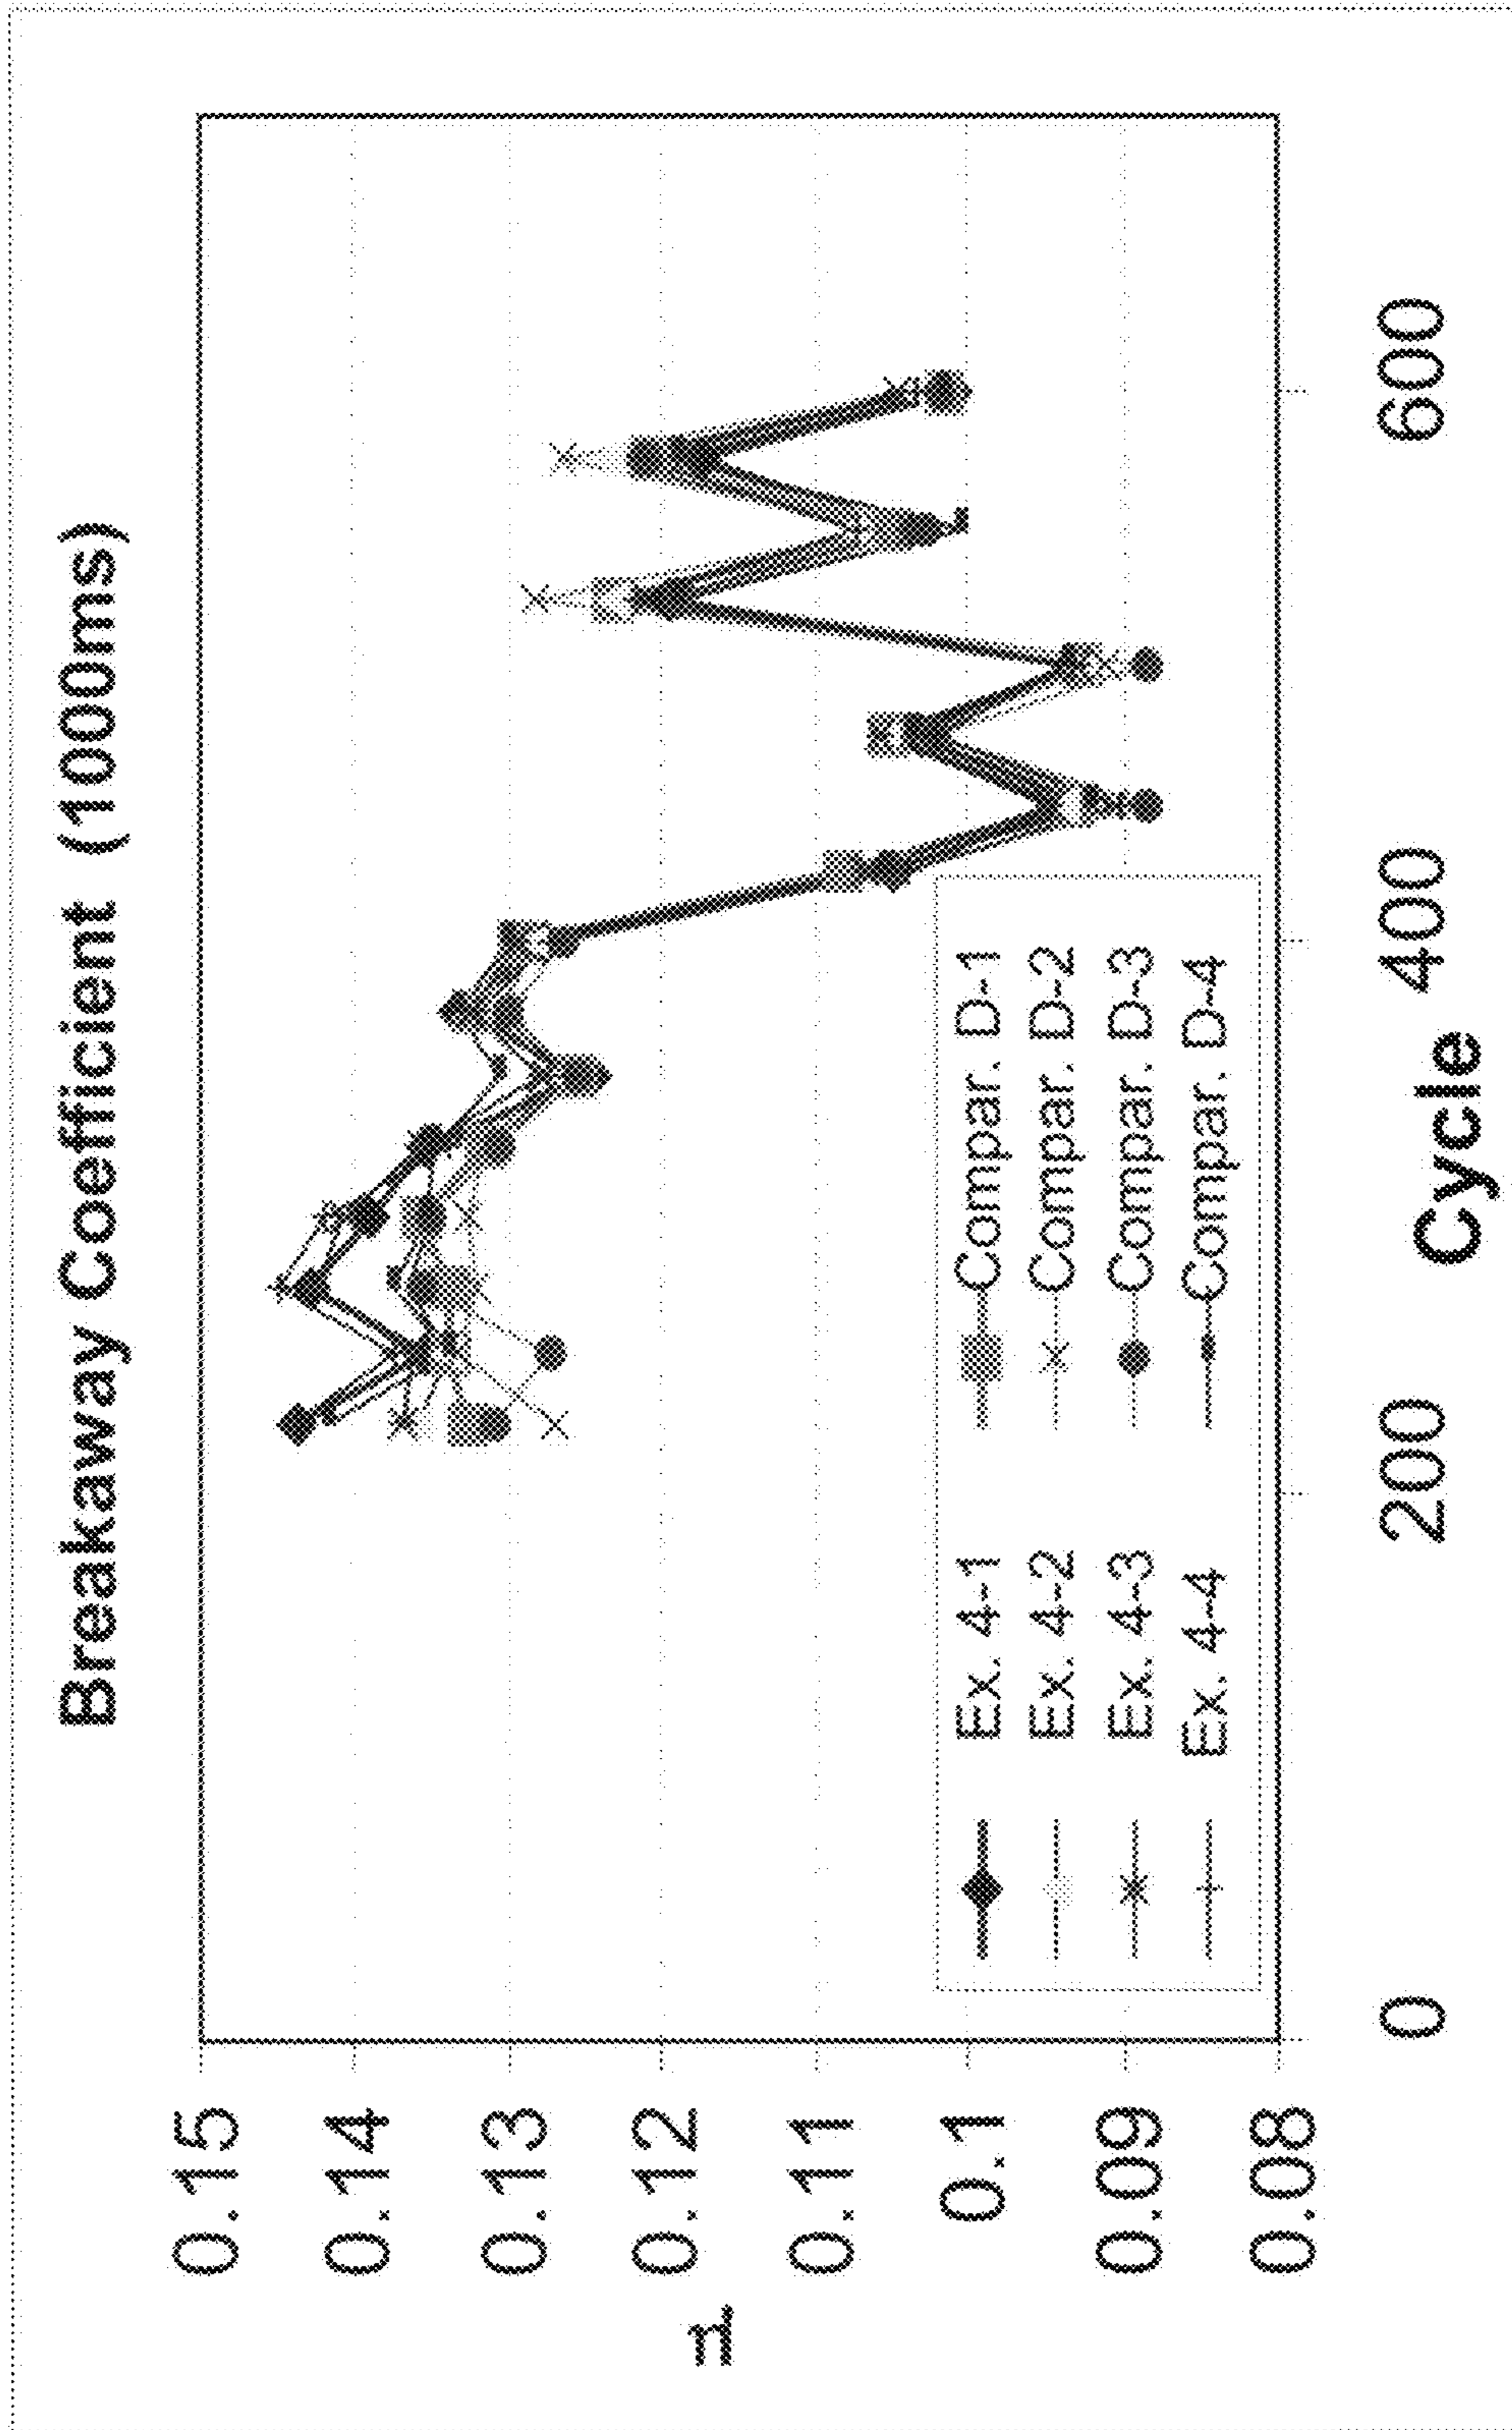 Breakaway Coefficient (1000ms)
μ
0.15
0.14
0.13
0.12
0.11
0.1
0.09
0.08
Ex. 4-1
Compar. D-1
Ex. 4-2
Compar. D-2
Ex. 4-3
Compar. D-3
Ex. 4-4
Compar. D-4
0
200
400
600
Cycle